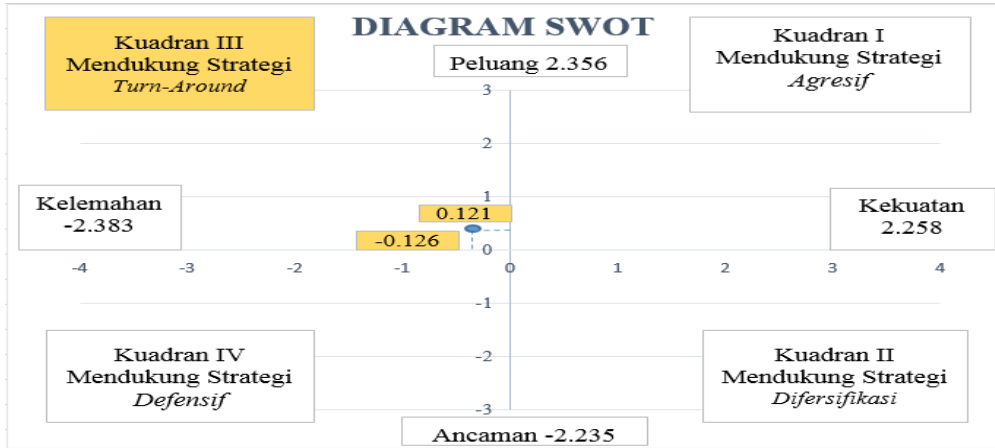 DIAGRAM SWOT
Kuadran III
Mendukung Strategi
Turn-Around
Peluang 2.356
Kuadran I
Mendukung Strategi
Agresif
3
2
1
0
-1
-2
-3
Kelemahan
-2.383
0.121
-0.126
Kekuatan
2.258
-4 -3 -2 -1 0 1 2 3 4
Kuadran IV
Mendukung Strategi
Defensif
Kuadran II
Mendukung Strategi
Difersifikasi
Ancaman -2.235